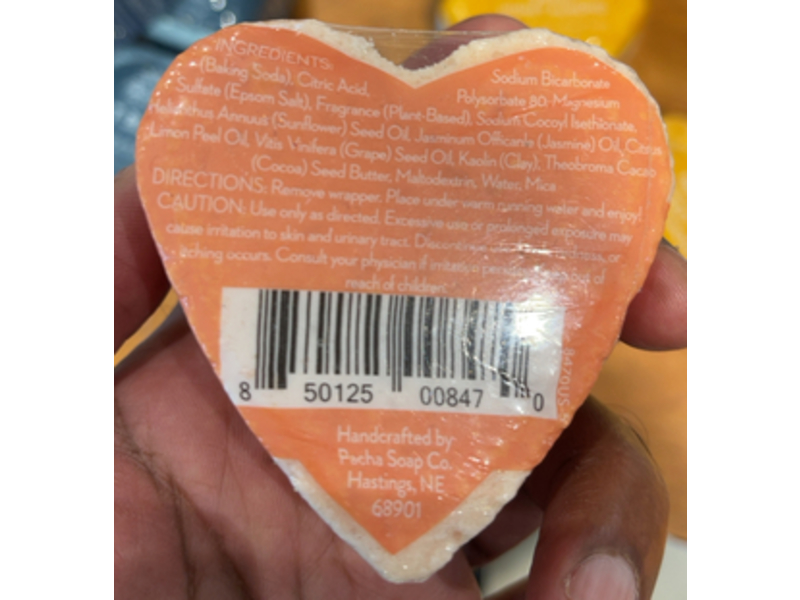 INGREDIENTS: Sodium Bicarbonate
(Baking Soda), Citric Acid, Polysorbate 80, Magnesium
Sulfate (Epsom Salt), Fragrance (Plant-Based), Sodium Cocoyl Isethionate,
Helianthus Annuus (Sunflower) Seed Oil, Jasminum Officinale (Jasmine) Oil, Citrus
Limon Peel Oil, Vitis Vinifera (Grape) Seed Oil, Kaolin (Clay), Theobroma Cacao
(Cocoa) Seed Butter, Maltodextrin, Water, Mica
DIRECTIONS: Remove wrapper. Place under warm running water and enjoy!
CAUTION: Use only as directed. Excessive use or prolonged exposure may
cause irritation to skin and urinary tract. Discontinue or
itching occurs. Consult your physician if irritation out of
reach of children.
8 50125 00847 0
Handcrafted by
Pacha Soap Co.
Hastings, NE
68901